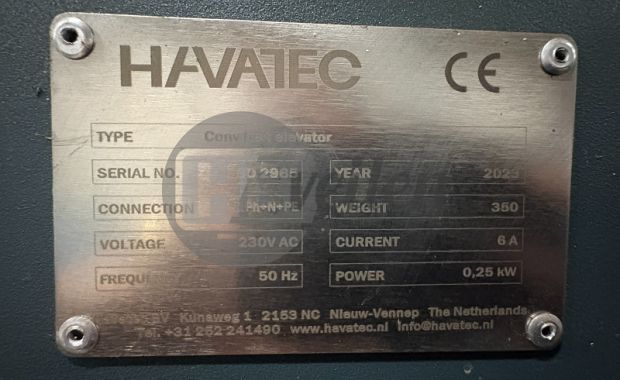 HAVATEC CE
TYPE elevator
SERIAL NO. 2965 YEAR 2023
CONNECTION Ph+N+PE WEIGHT 350
VOLTAGE 230V AC CURRENT 6 A
50 Hz POWER 0,25 kW
Kunaweg 1 2153 NC Nieuw-Vennep The Netherlands
Tel. +31 252 241490 www.havatec.nl info@havatec.nl